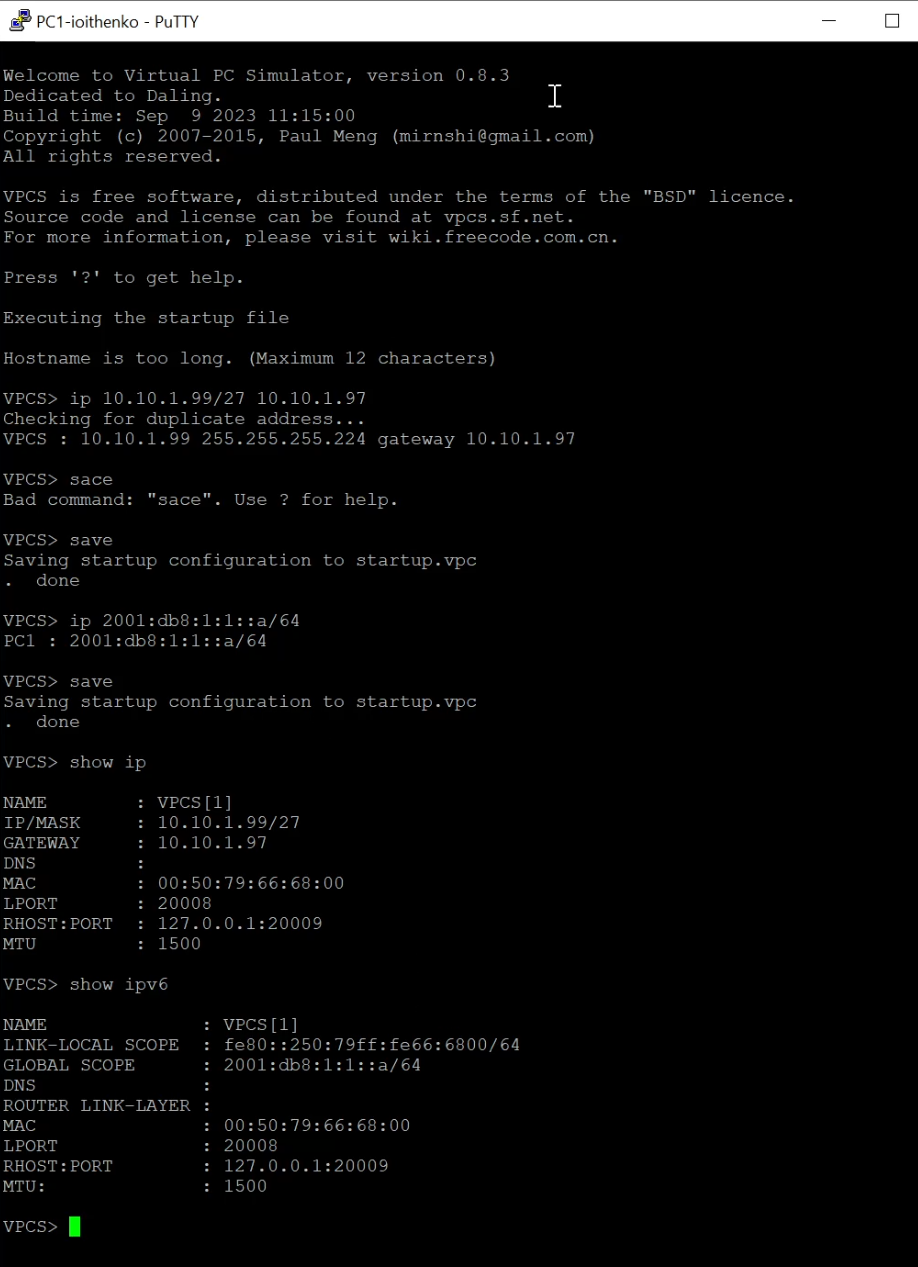 PC1-ioithenko - PuTTY
Welcome to Virtual PC Simulator, version 0.8.3
Dedicated to Daling.
Build time: Sep  9 2023 11:15:00
Copyright (c) 2007-2015, Paul Meng (mirnshi@gmail.com)
All rights reserved.
VPCS is free software, distributed under the terms of the "BSD" licence.
Source code and license can be found at vpcs.sf.net.
For more information, please visit wiki.freecode.com.cn.
Press '?' to get help.
Executing the startup file
Hostname is too long. (Maximum 12 characters)
VPCS> ip 10.10.1.99/27 10.10.1.97
Checking for duplicate address...
VPCS : 10.10.1.99 255.255.255.224 gateway 10.10.1.97
VPCS> sace
Bad command: "sace". Use ? for help.
VPCS> save
Saving startup configuration to startup.vpc
.  done
VPCS> ip 2001:db8:1:1::a/64
PC1 : 2001:db8:1:1::a/64
VPCS> save
Saving startup configuration to startup.vpc
.  done
VPCS> show ip
NAME        : VPCS[1]
IP/MASK     : 10.10.1.99/27
GATEWAY     : 10.10.1.97
DNS         :
MAC         : 00:50:79:66:68:00
LPORT       : 20008
RHOST:PORT  : 127.0.0.1:20009
MTU         : 1500
VPCS> show ipv6
NAME              : VPCS[1]
LINK-LOCAL SCOPE  : fe80::250:79ff:fe66:6800/64
GLOBAL SCOPE      : 2001:db8:1:1::a/64
DNS               :
ROUTER LINK-LAYER :
MAC               : 00:50:79:66:68:00
LPORT             : 20008
RHOST:PORT        : 127.0.0.1:20009
MTU:              : 1500
VPCS>